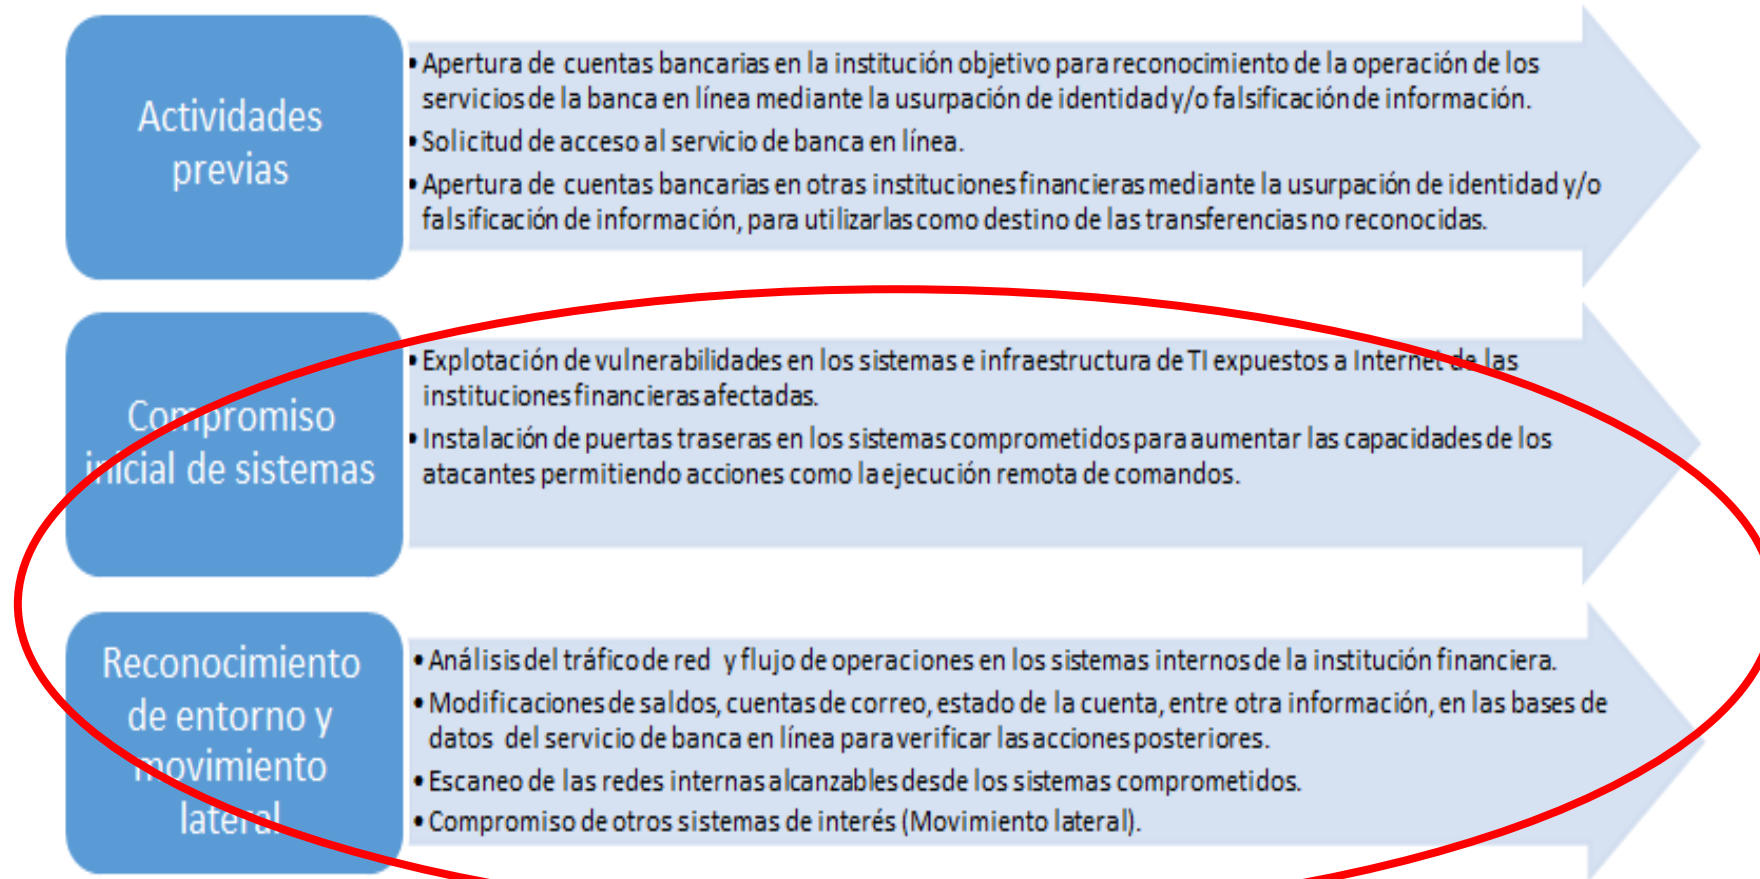 Actividades
previas
• Apertura de cuentas bancarias en la institución objetivo para reconocimiento de la operación de los
servicios de la banca en línea mediante la usurpación de identidad y/o falsificación de información.
• Solicitud de acceso al servicio de banca en línea.
• Apertura de cuentas bancarias en otras instituciones financieras mediante la usurpación de identidad y/o
falsificación de información, para utilizarlas como destino de las transferencias no reconocidas.
Compromiso
inicial de sistemas
• Explotación de vulnerabilidades en los sistemas e infraestructura de TI expuestos a Internet de las
instituciones financieras afectadas.
• Instalación de puertas traseras en los sistemas comprometidos para aumentar las capacidades de los
atacantes permitiendo acciones como la ejecución remota de comandos.
Reconocimiento
de entorno y
movimiento
lateral
• Análisis del tráfico de red y flujo de operaciones en los sistemas internos de la institución financiera.
• Modificaciones de saldos, cuentas de correo, estado de la cuenta, entre otra información, en las bases de
datos del servicio de banca en línea para verificar las acciones posteriores.
• Escaneo de las redes internas alcanzables desde los sistemas comprometidos.
• Compromiso de otros sistemas de interés (Movimiento lateral).